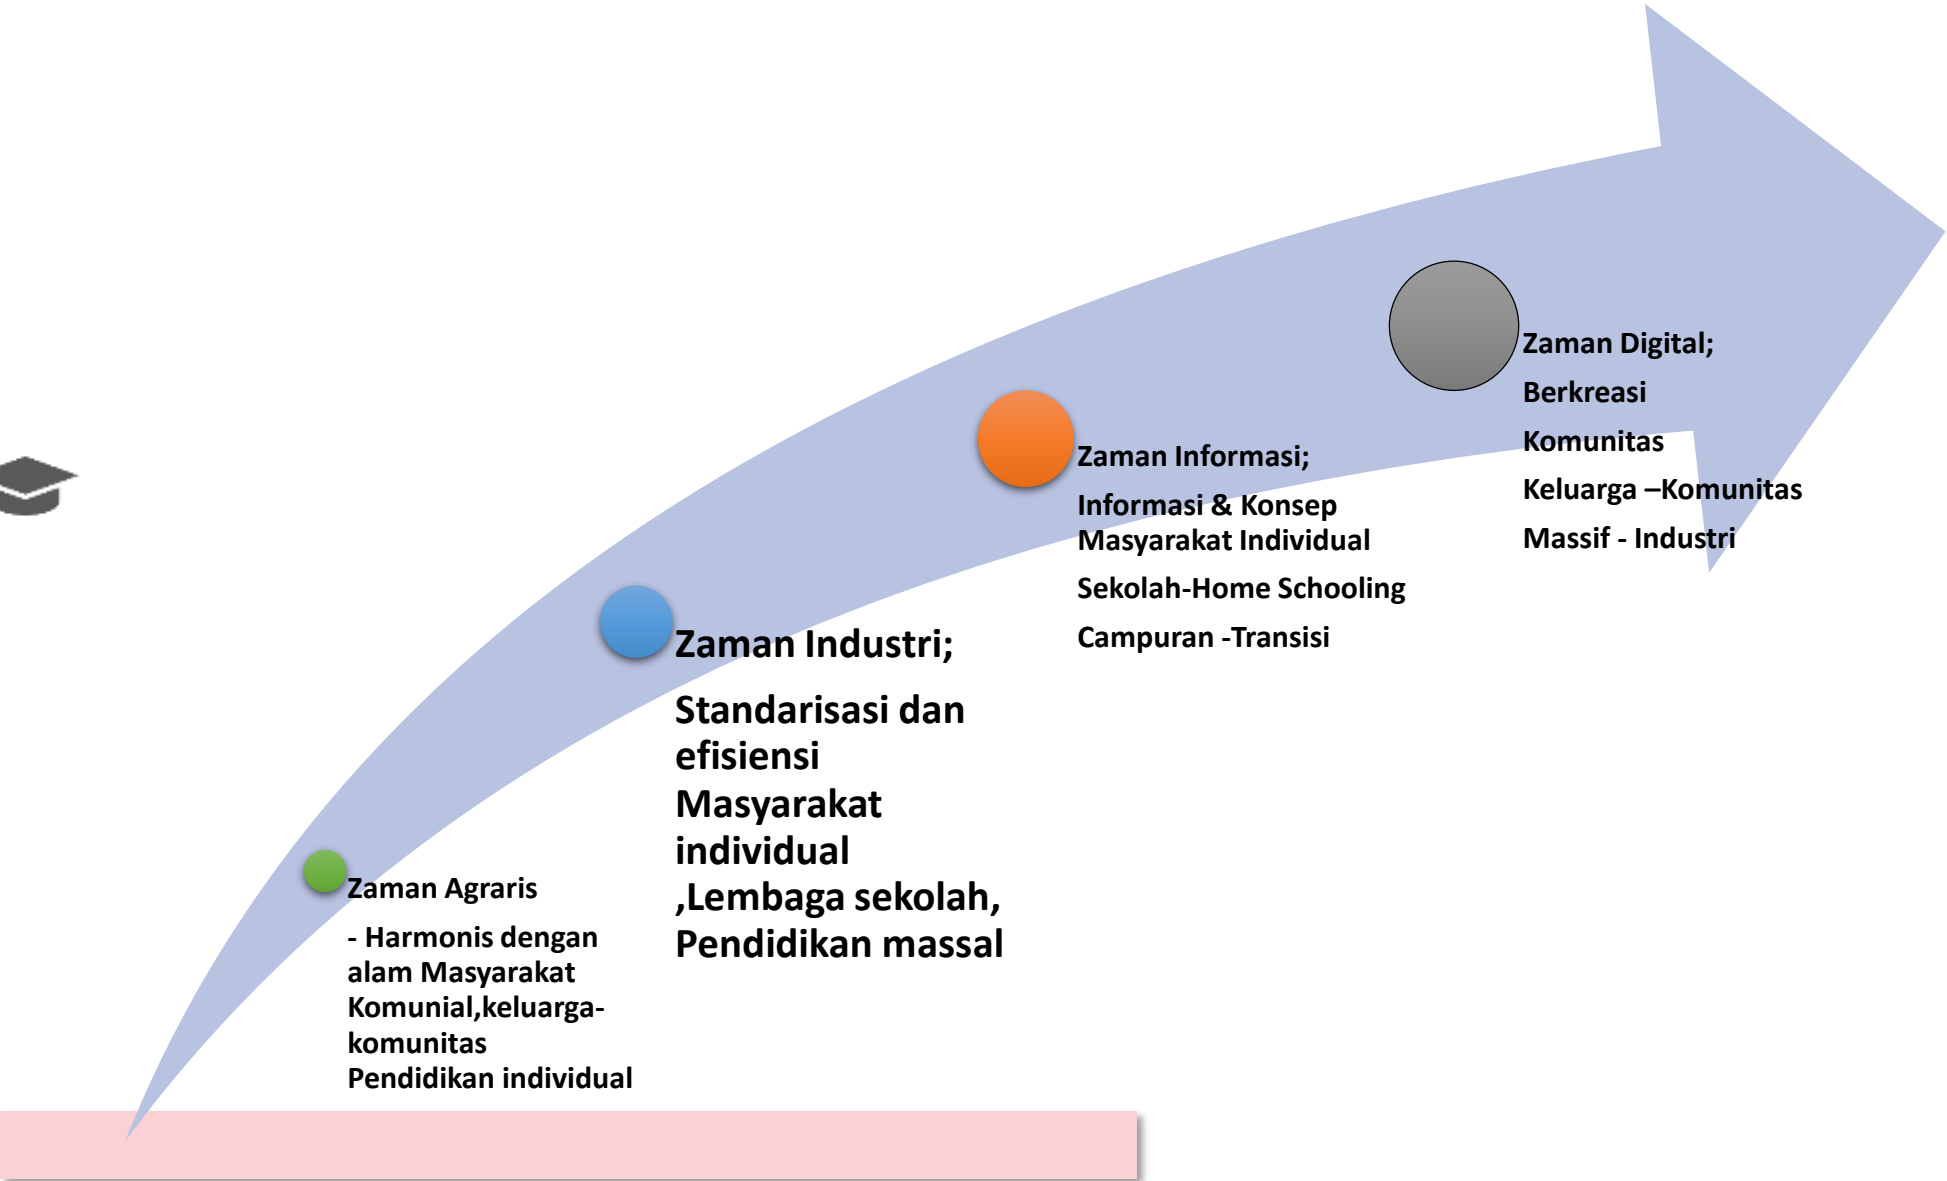 Zaman Agraris
- Harmonis dengan
alam Masyarakat
Komunial,keluarga-
komunitas
Pendidikan individual
Zaman Industri;
Standarisasi dan
efisiensi
Masyarakat
individual
,Lembaga sekolah,
Pendidikan massal
Zaman Informasi;
Informasi & Konsep
Masyarakat Individual
Sekolah-Home Schooling
Campuran -Transisi
Zaman Digital;
Berkreasi
Komunitas
Keluarga –Komunitas
Massif - Industri